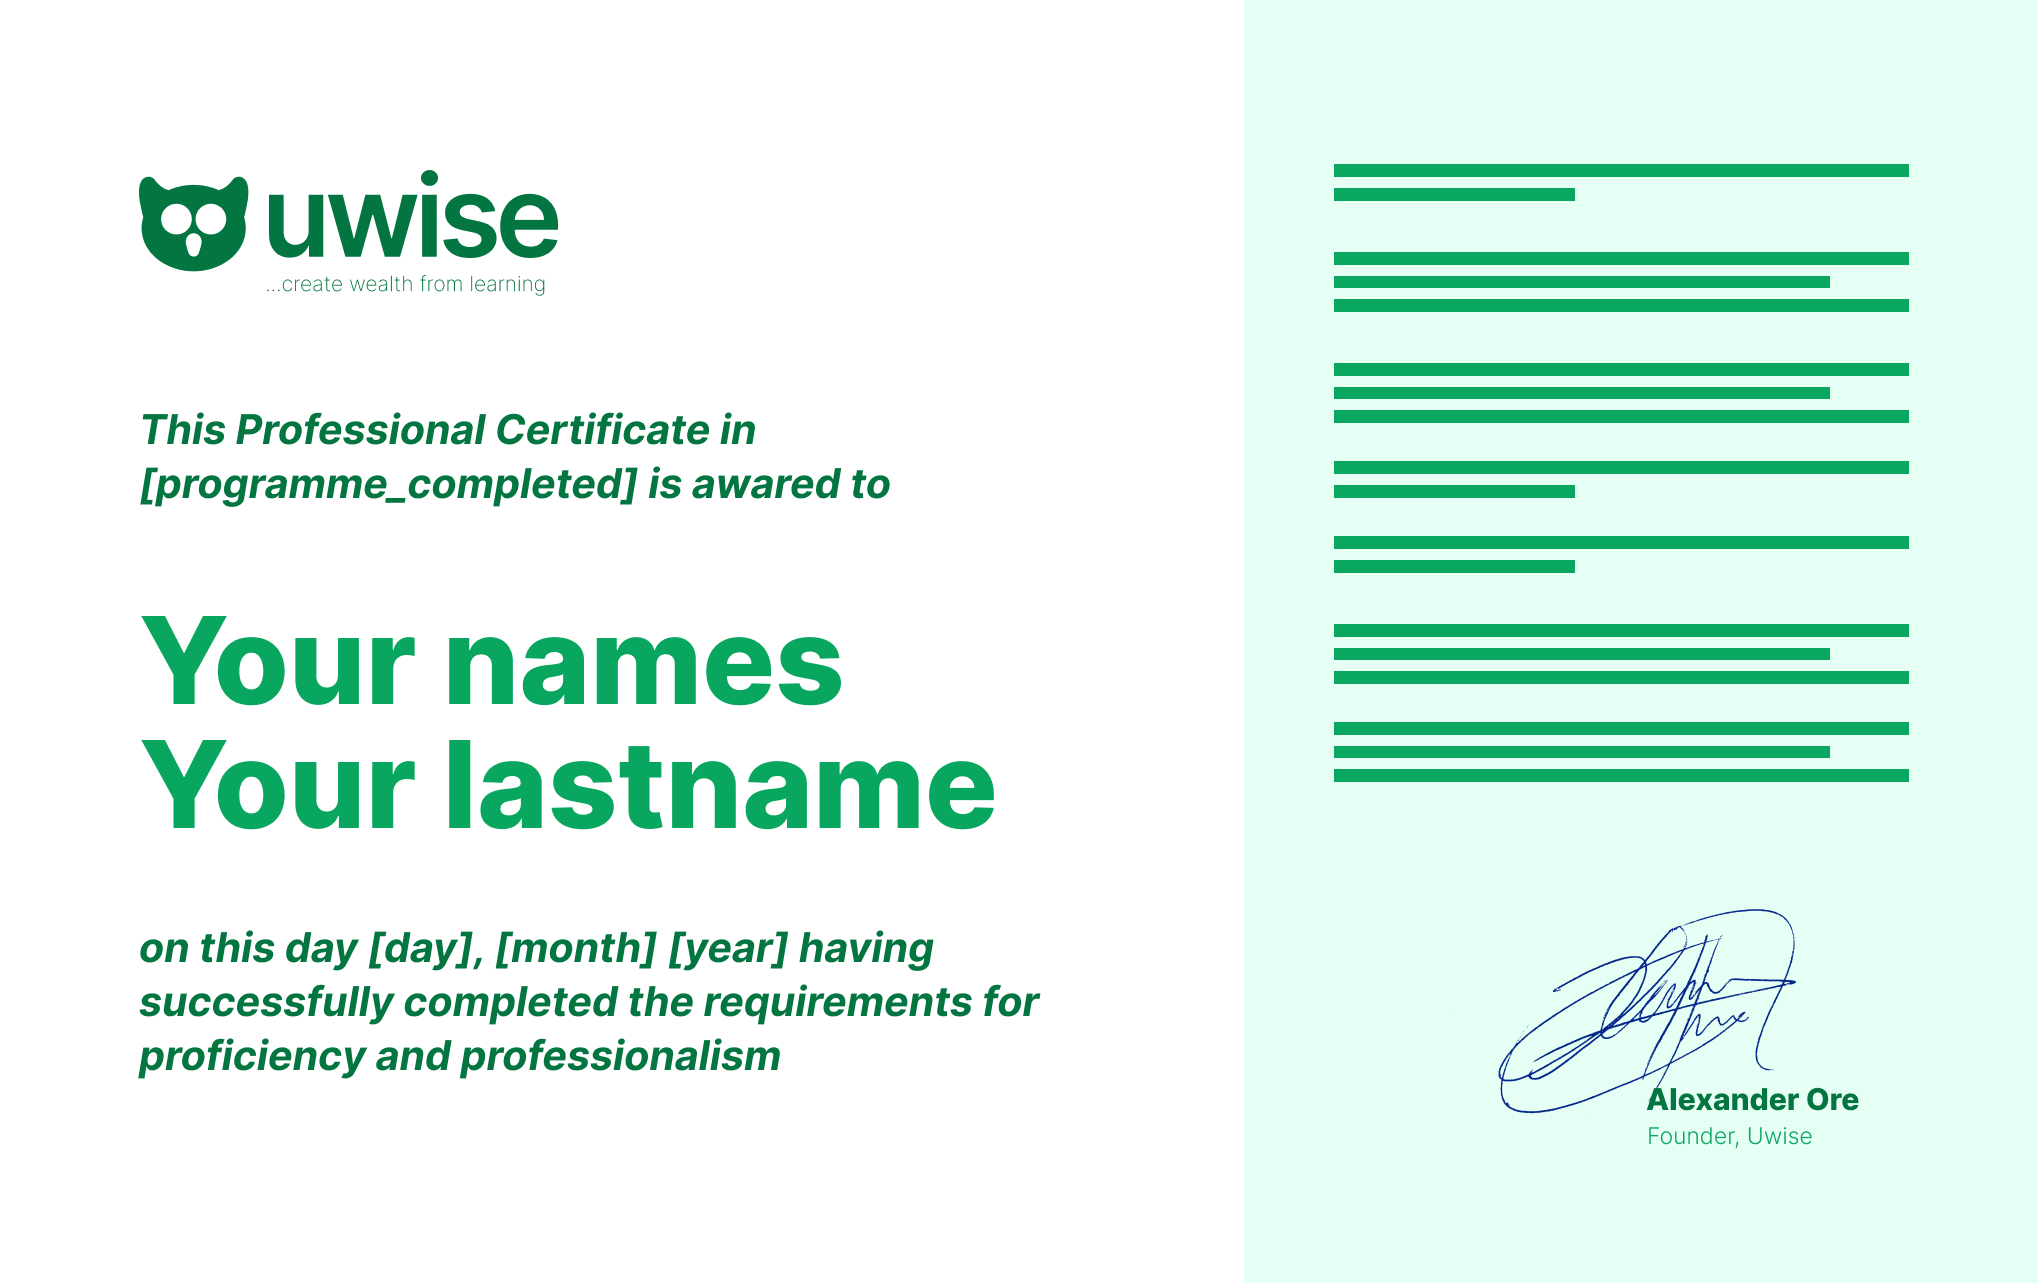 uwise
...create wealth from learning
This Professional Certificate in
[programme_completed] is awared to
Your names
Your lastname
on this day [day], [month] [year] having
successfully completed the requirements for
proficiency and professionalism
Alexander Ore
Founder, Uwise